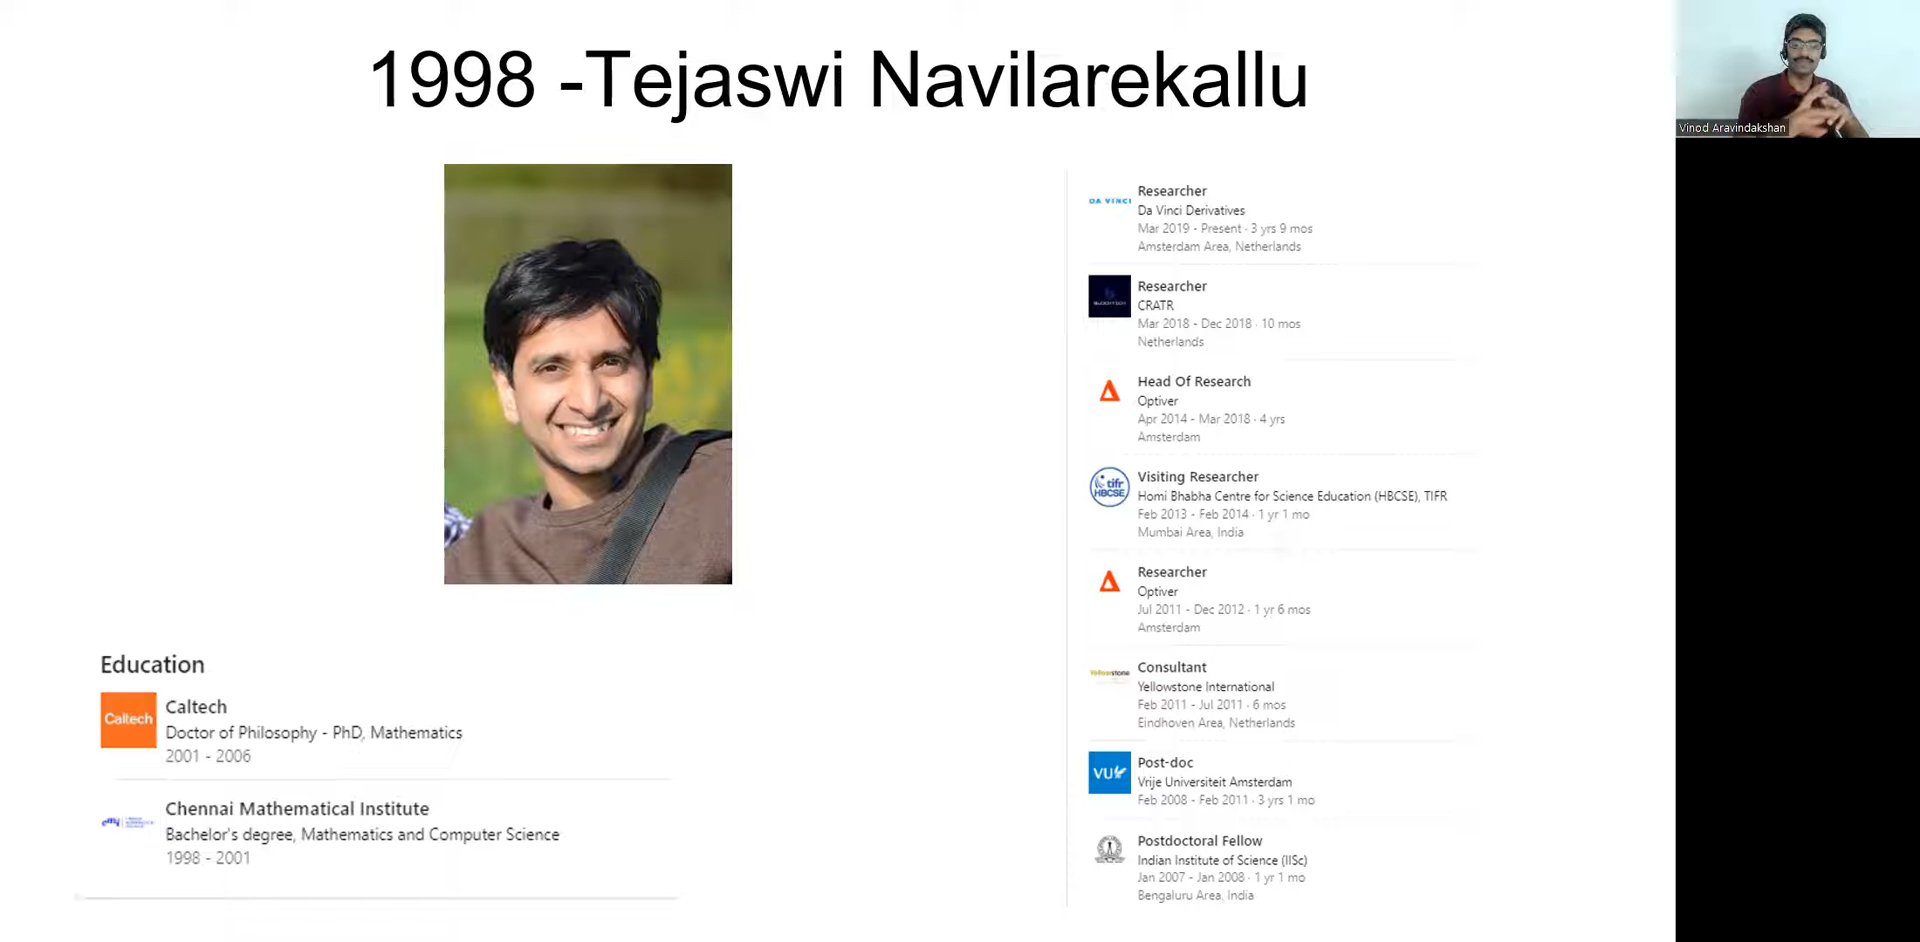 1998 -Tejaswi Navilarekallu
Vinod Aravindakshan
DA VINCI
Researcher
Da Vinci Derivatives
Mar 2019 - Present · 3 yrs 9 mos
Amsterdam Area, Netherlands
Researcher
CRATR
Mar 2018 - Dec 2018 · 10 mos
Netherlands
Head Of Research
Optiver
Apr 2014 - Mar 2018 · 4 yrs
Amsterdam
tifr
HBCSE
Visiting Researcher
Homi Bhabha Centre for Science Education (HBCSE), TIFR
Feb 2013 - Feb 2014 · 1 yr 1 mo
Mumbai Area, India
Researcher
Optiver
Jul 2011 - Dec 2012 · 1 yr 6 mos
Amsterdam
Yellowstone
Consultant
Yellowstone International
Feb 2011 - Jul 2011 · 6 mos
Eindhoven Area, Netherlands
VU
Post-doc
Vrije Universiteit Amsterdam
Feb 2008 - Feb 2011 · 3 yrs 1 mo
Postdoctoral Fellow
Indian Institute of Science (IISc)
Jan 2007 - Jan 2008 · 1 yr 1 mo
Bengaluru Area, India
Education
Caltech
Caltech
Doctor of Philosophy - PhD, Mathematics
2001 - 2006
cmi
Chennai Mathematical Institute
Bachelor's degree, Mathematics and Computer Science
1998 - 2001